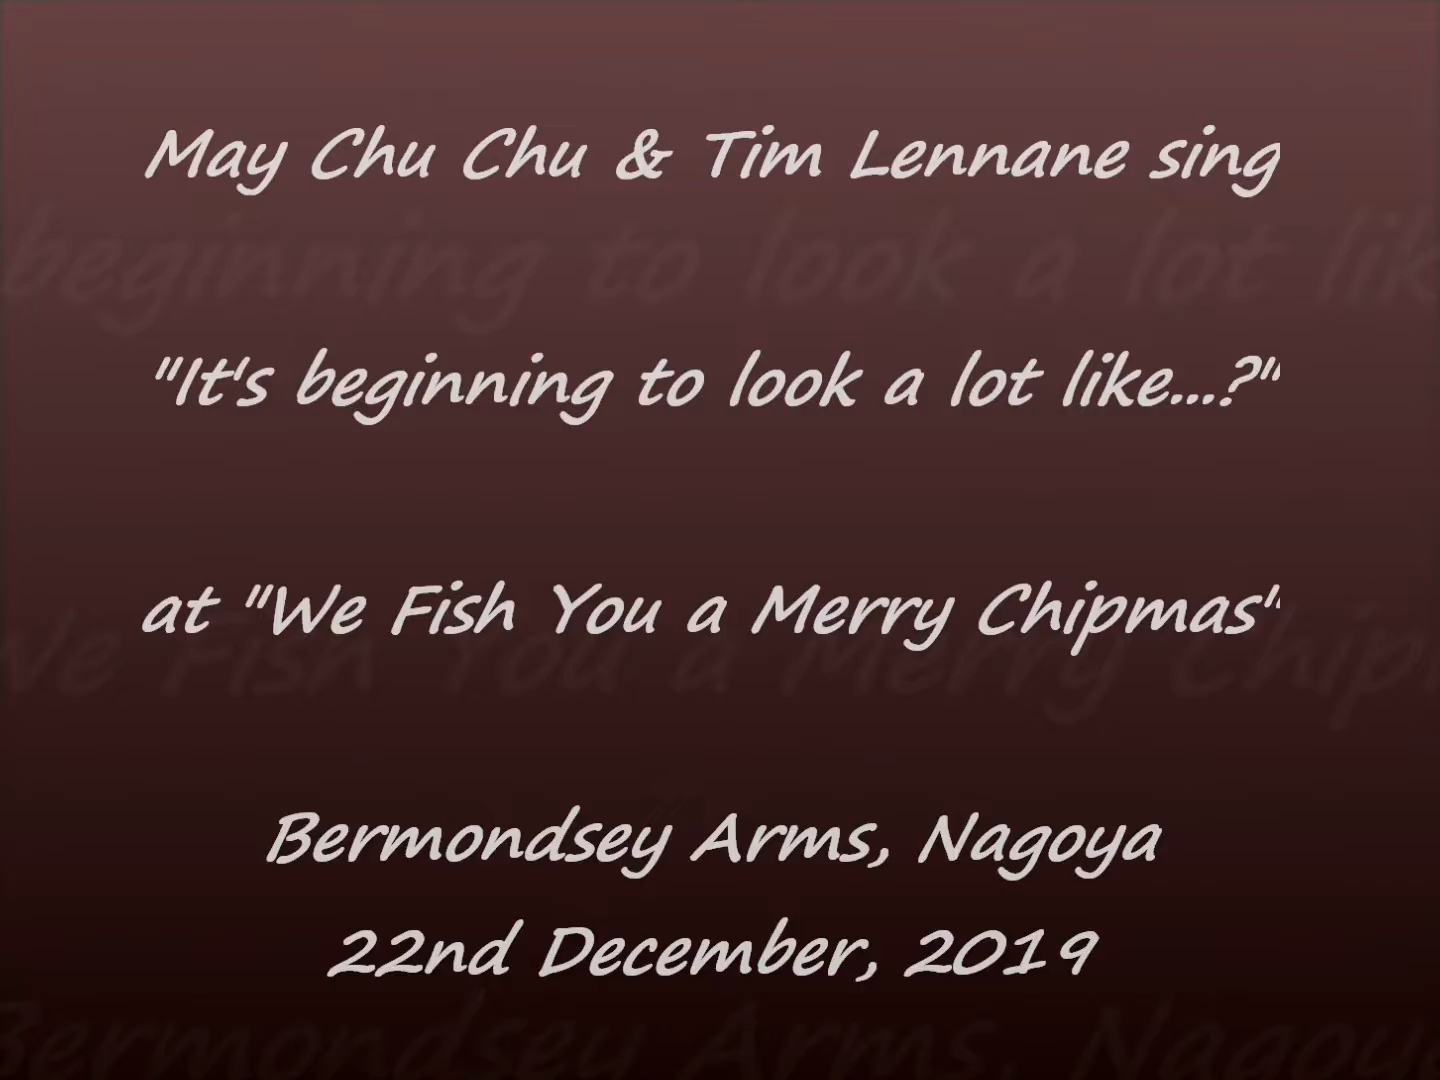 May Chu Chu & Tim Lennane sing
"It's beginning to look a lot like...?"
at "We Fish You a Merry Chipmas"
Bermondsey Arms, Nagoya
22nd December, 2019